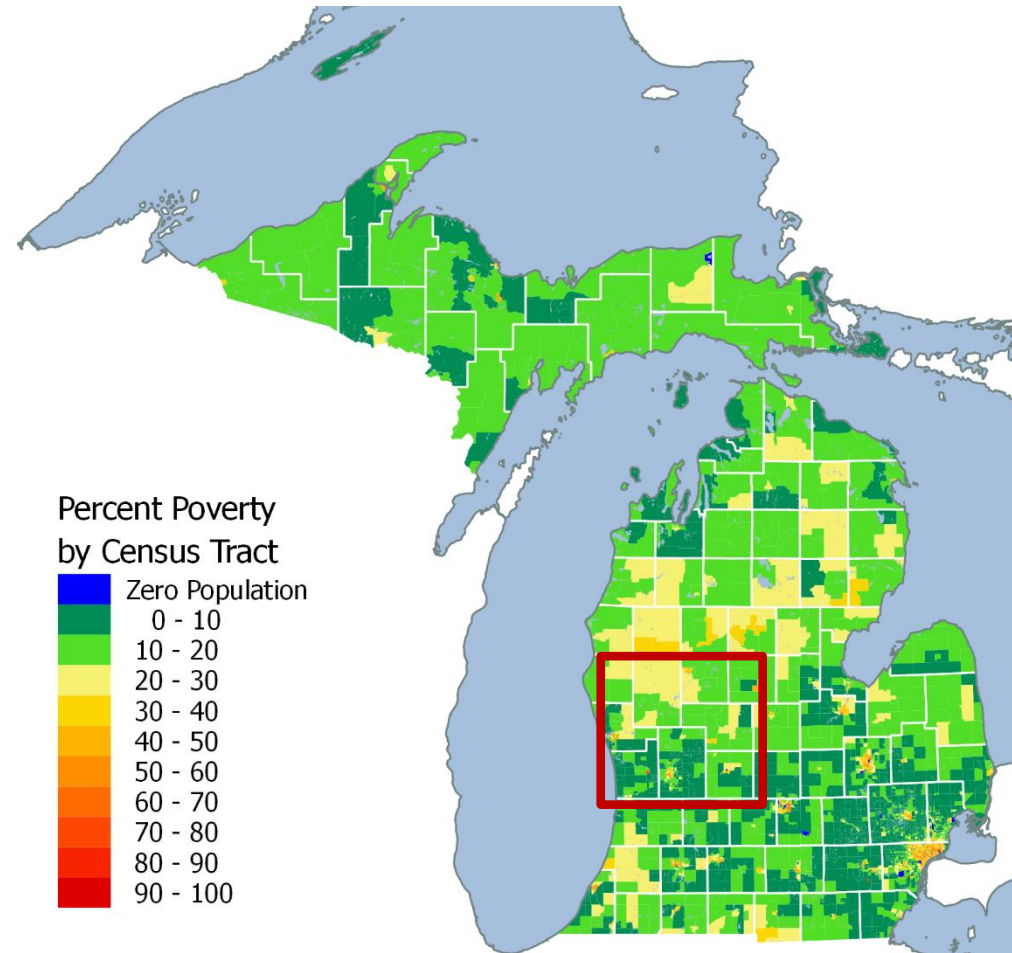 Percent Poverty
by Census Tract
Zero Population
0 - 10
10 - 20
20 - 30
30 - 40
40 - 50
50 - 60
60 - 70
70 - 80
80 - 90
90 - 100